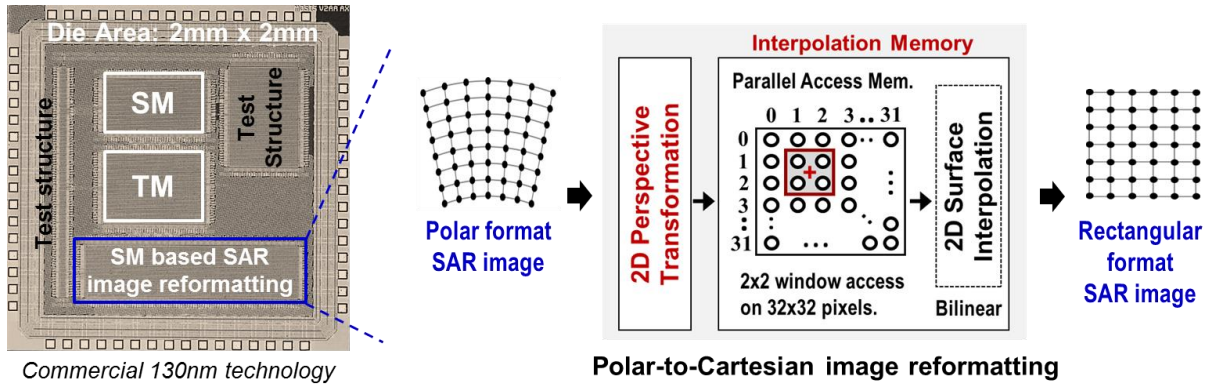 Die Area: 2mm x 2mm
Test structure
SM
Test
Structure
TM
SM based SAR
image reformatting
Commercial 130nm technology
Polar format
SAR image
Interpolation Memory
2D Perspective
Transformation
Parallel Access Mem.
0 1 2 3.. 31
0
1
2
3
31
2x2 window access
on 32x32 pixels.
2D Surface
Interpolation
Bilinear
Rectangular
format
SAR image
Polar-to-Cartesian image reformatting